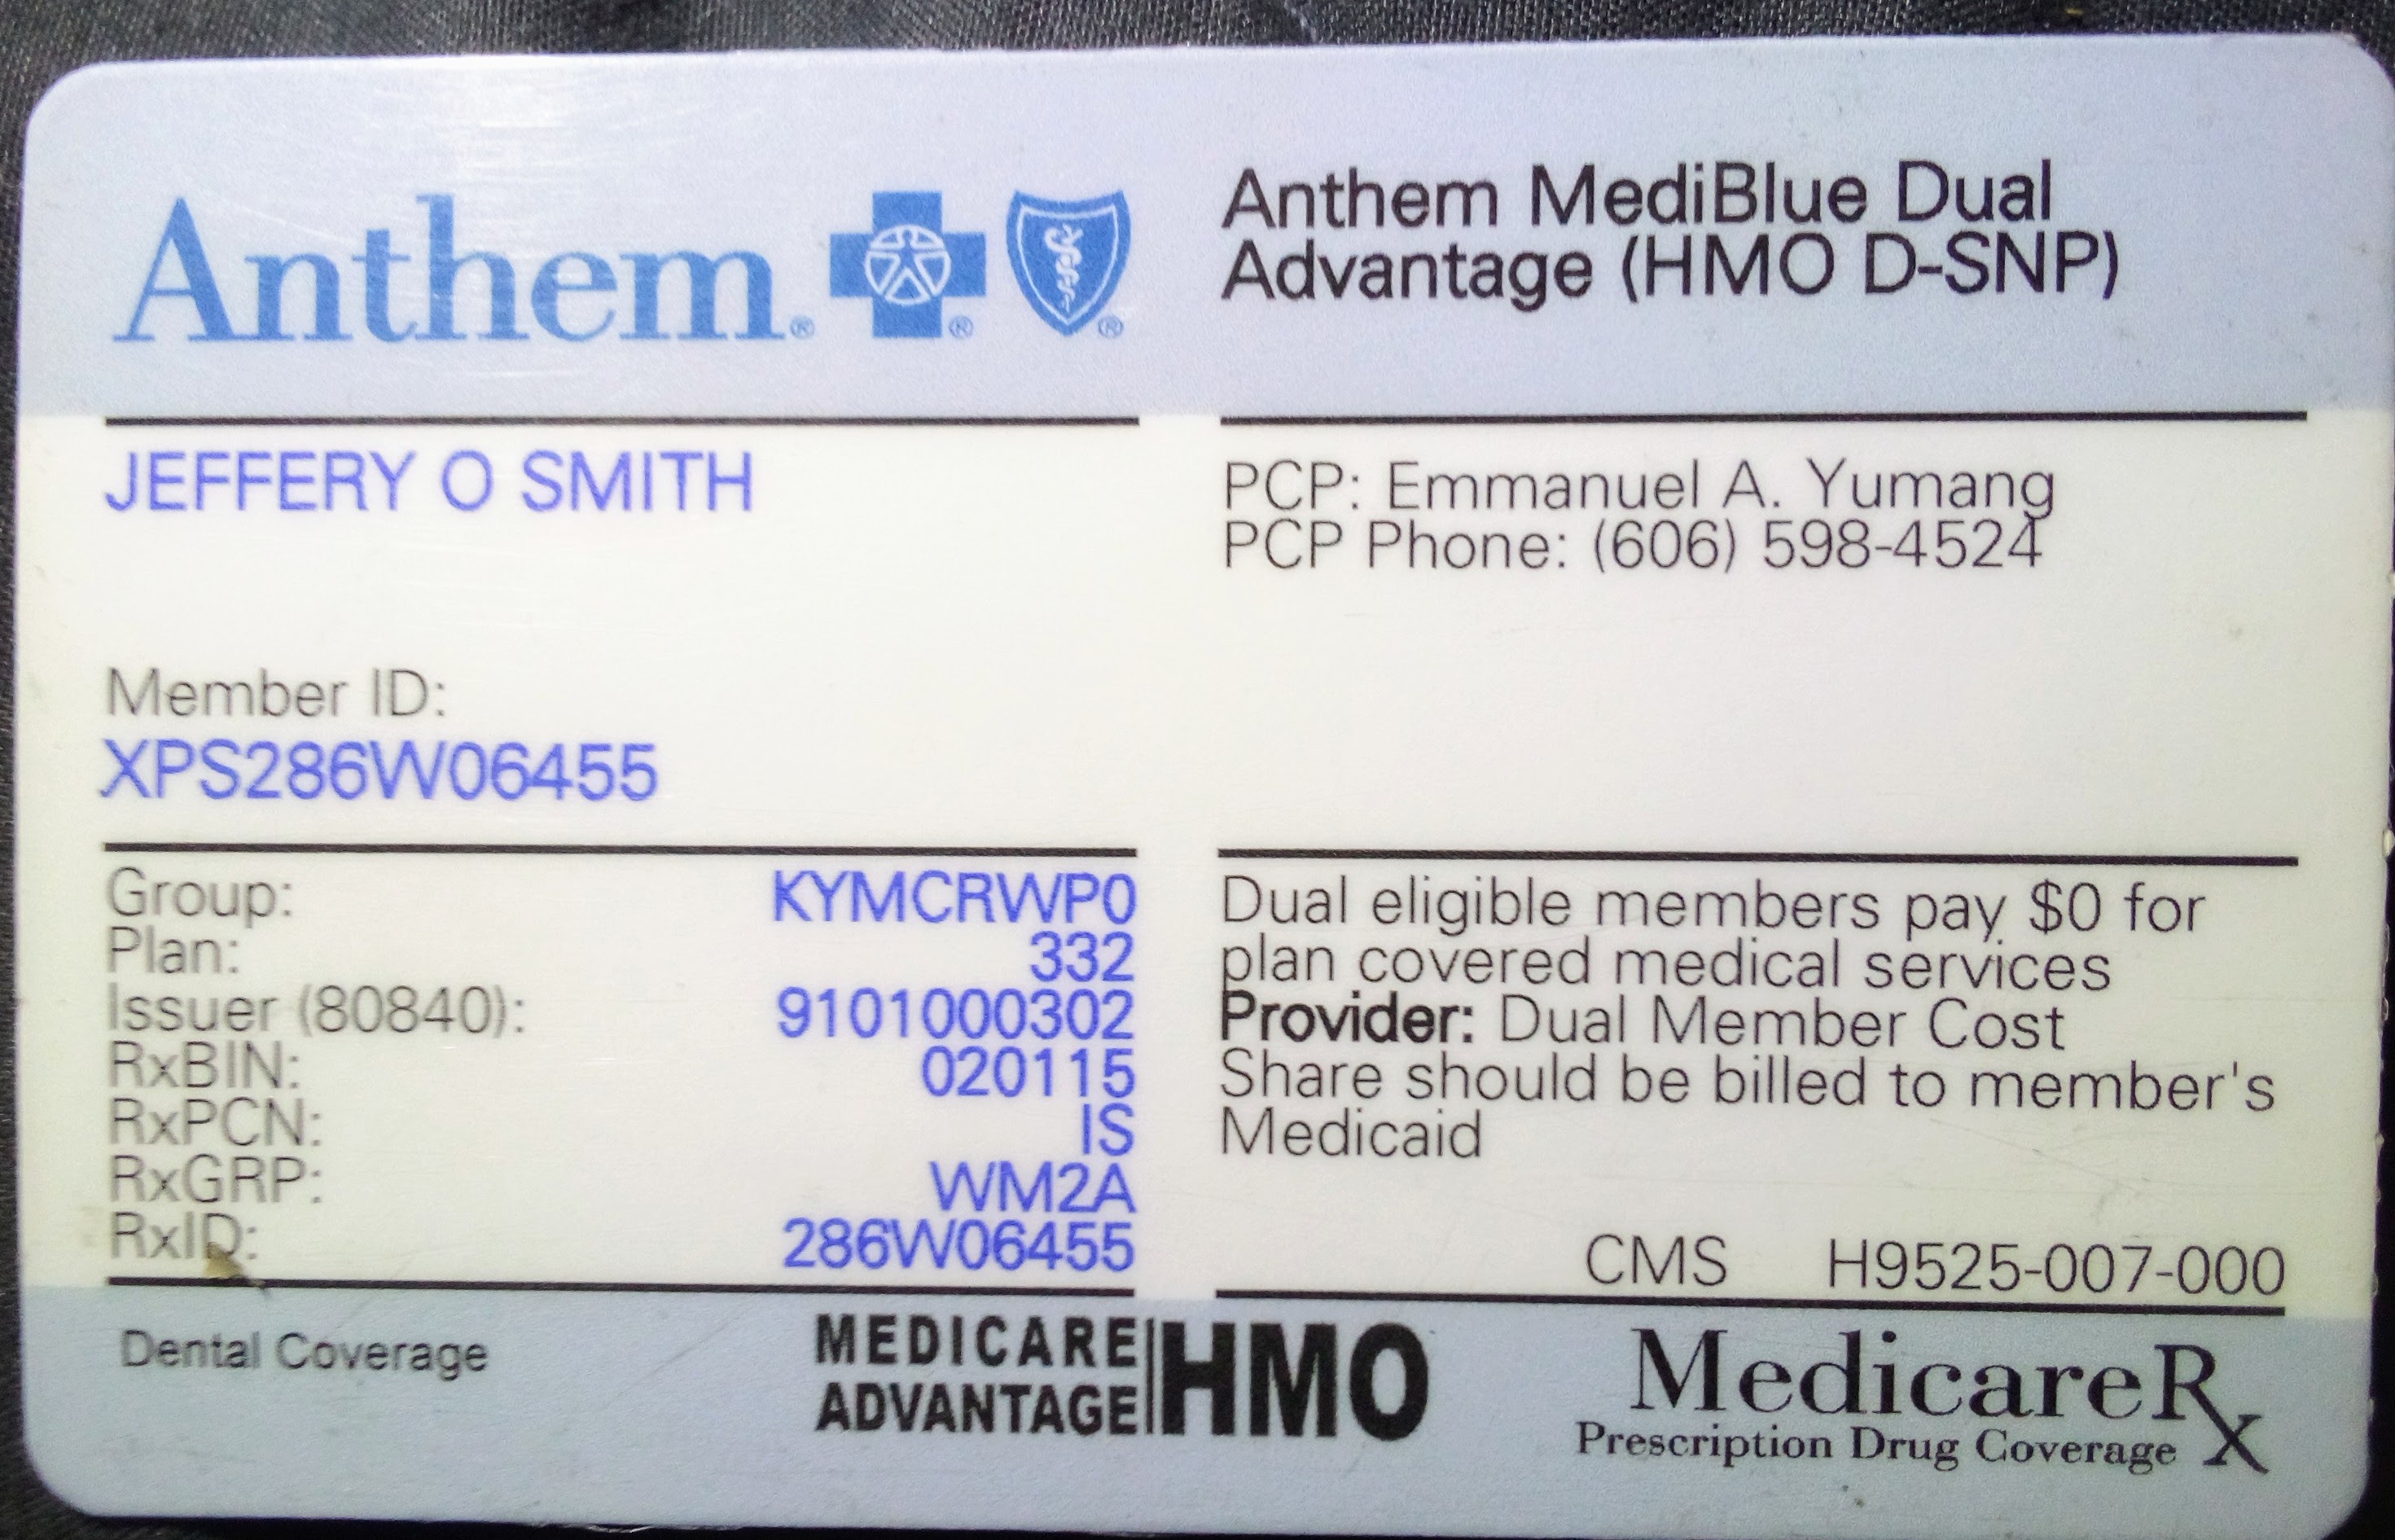 Anthem®
Anthem MediBlue Dual
Advantage (HMO D-SNP)
JEFFERY O SMITH
PCP: Emmanuel A. Yumang
PCP Phone: (606) 598-4524
Member ID:
XPS286W06455
Group: KYMCRWP0
Plan: 332
Issuer (80840): 9101000302
RxBIN: 020115
RxPCN: IS
RxGRP: WM2A
RxID: 286W06455
Dual eligible members pay $0 for
plan covered medical services
Provider: Dual Member Cost
Share should be billed to member's
Medicaid
CMS H9525-007-000
Dental Coverage
MEDICARE
ADVANTAGE
HMO
MedicareRx
Prescription Drug Coverage